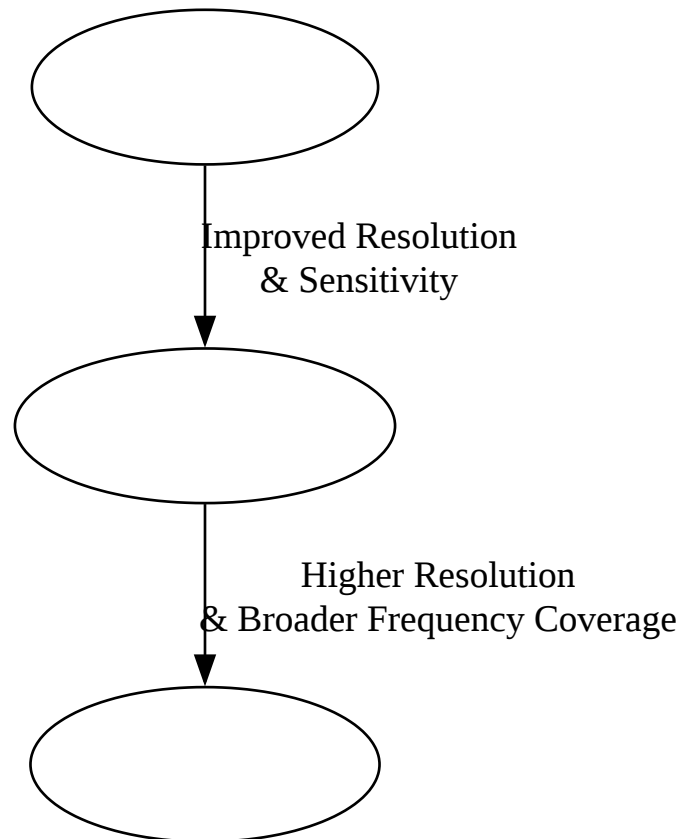 Improved Resolution
& Sensitivity
Higher Resolution
& Broader Frequency Coverage